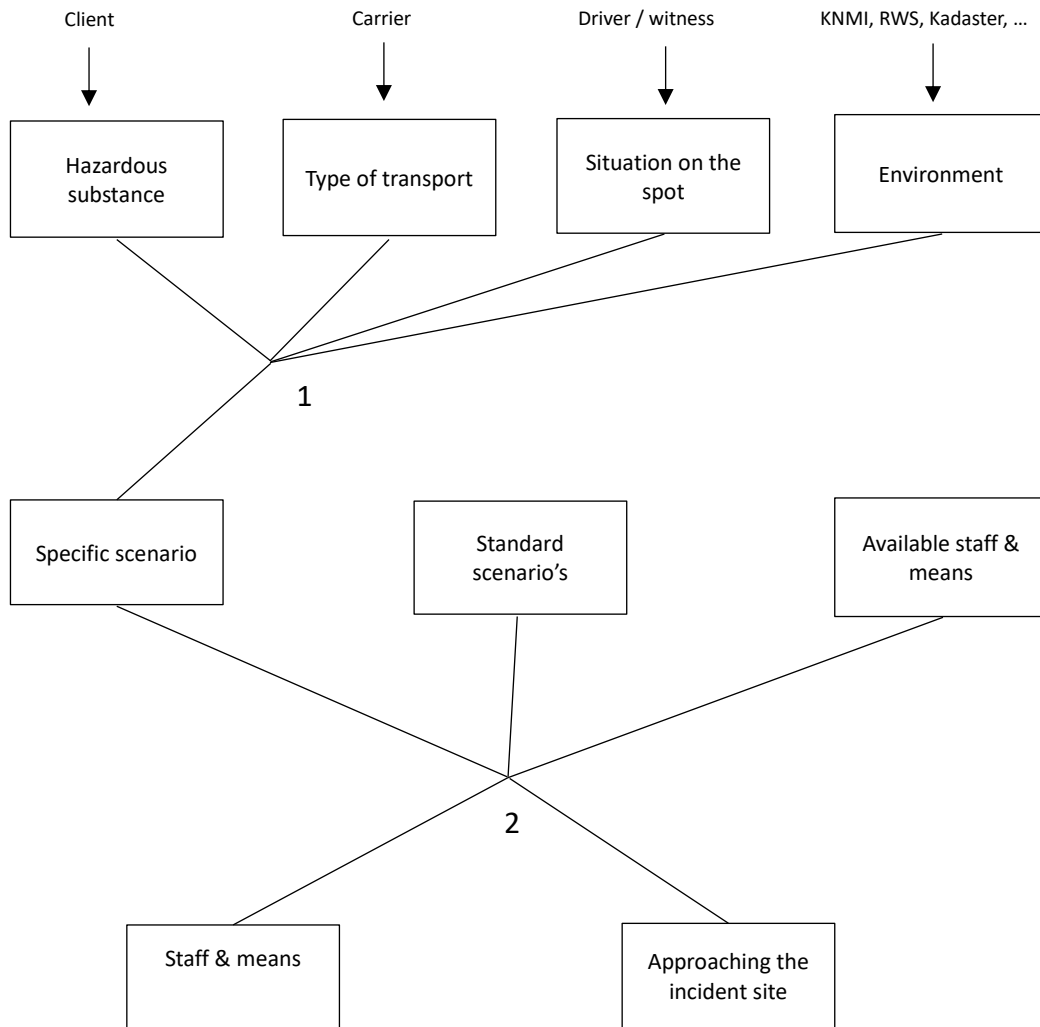 Client
Carrier
Driver / witness
KNMI, RWS, Kadaster, ...
Hazardous
substance
Type of transport
Situation on the
spot
Environment
1
Specific scenario
Standard
scenario’s
Available staff &
means
2
Staff & means
Approaching the
incident site